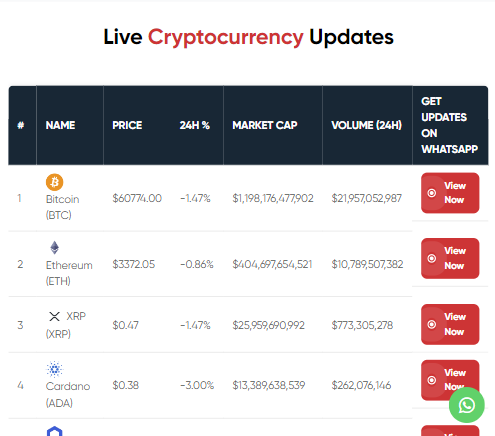 Live Cryptocurrency Updates
# NAME PRICE 24H % MARKET CAP VOLUME (24H) GET UPDATES ON WHATSAPP
1 Bitcoin (BTC) $60774.00 -1.47% $1,198,176,477,902 $21,957,052,987 View Now
2 Ethereum (ETH) $3372.05 -0.86% $404,697,654,521 $10,789,507,382 View Now
3 XRP (XRP) $0.47 -1.47% $25,959,690,992 $773,305,278 View Now
4 Cardano (ADA) $0.38 -3.00% $13,389,638,539 $262,076,146 View Now